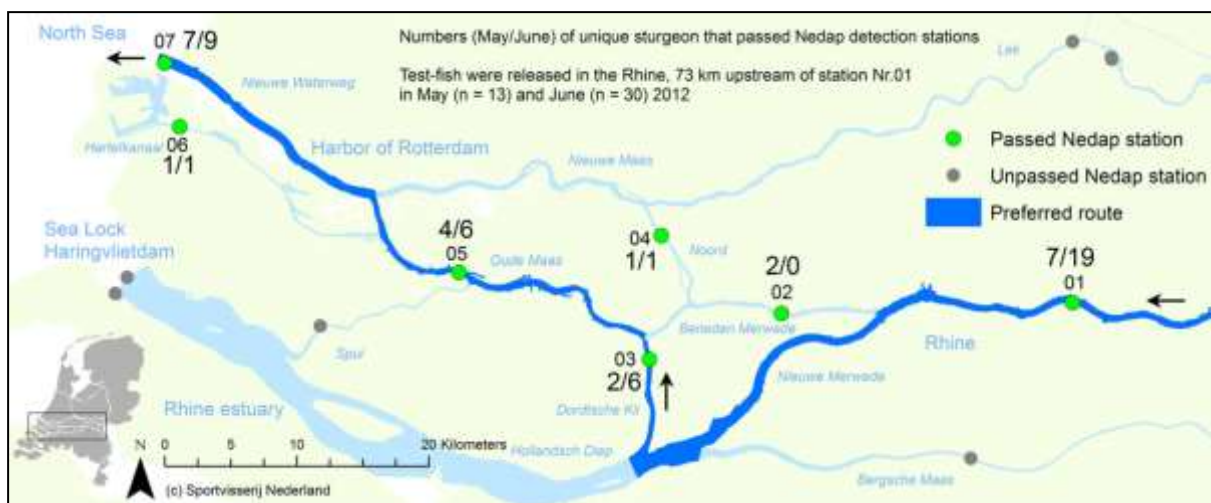 North Sea
07 7/9
Numbers (May/June) of unique sturgeon that passed Nedap detection stations
Test-fish were released in the Rhine, 73 km upstream of station Nr.01
in May (n = 13) and June (n = 30) 2012
Lek
Nieuwe Waterweg
Hartelkanaal
06
1/1
Harbor of Rotterdam
Nieuwe Maas
Passed Nedap station
Unpassed Nedap station
Preferred route
Sea Lock
Haringvlietdam
4/6
05
Oude Maas
04
1/1
Noord
2/0
02
Beneden Merwede
7/19
01
Rhine
Spui
03
2/6
Nieuwe Merwede
Dordtsche Kil
Rhine estuary
Hollandsch Diep
Bergsche Maas
N
0 5 10 20 Kilometers
(c) Sportvisserij Nederland